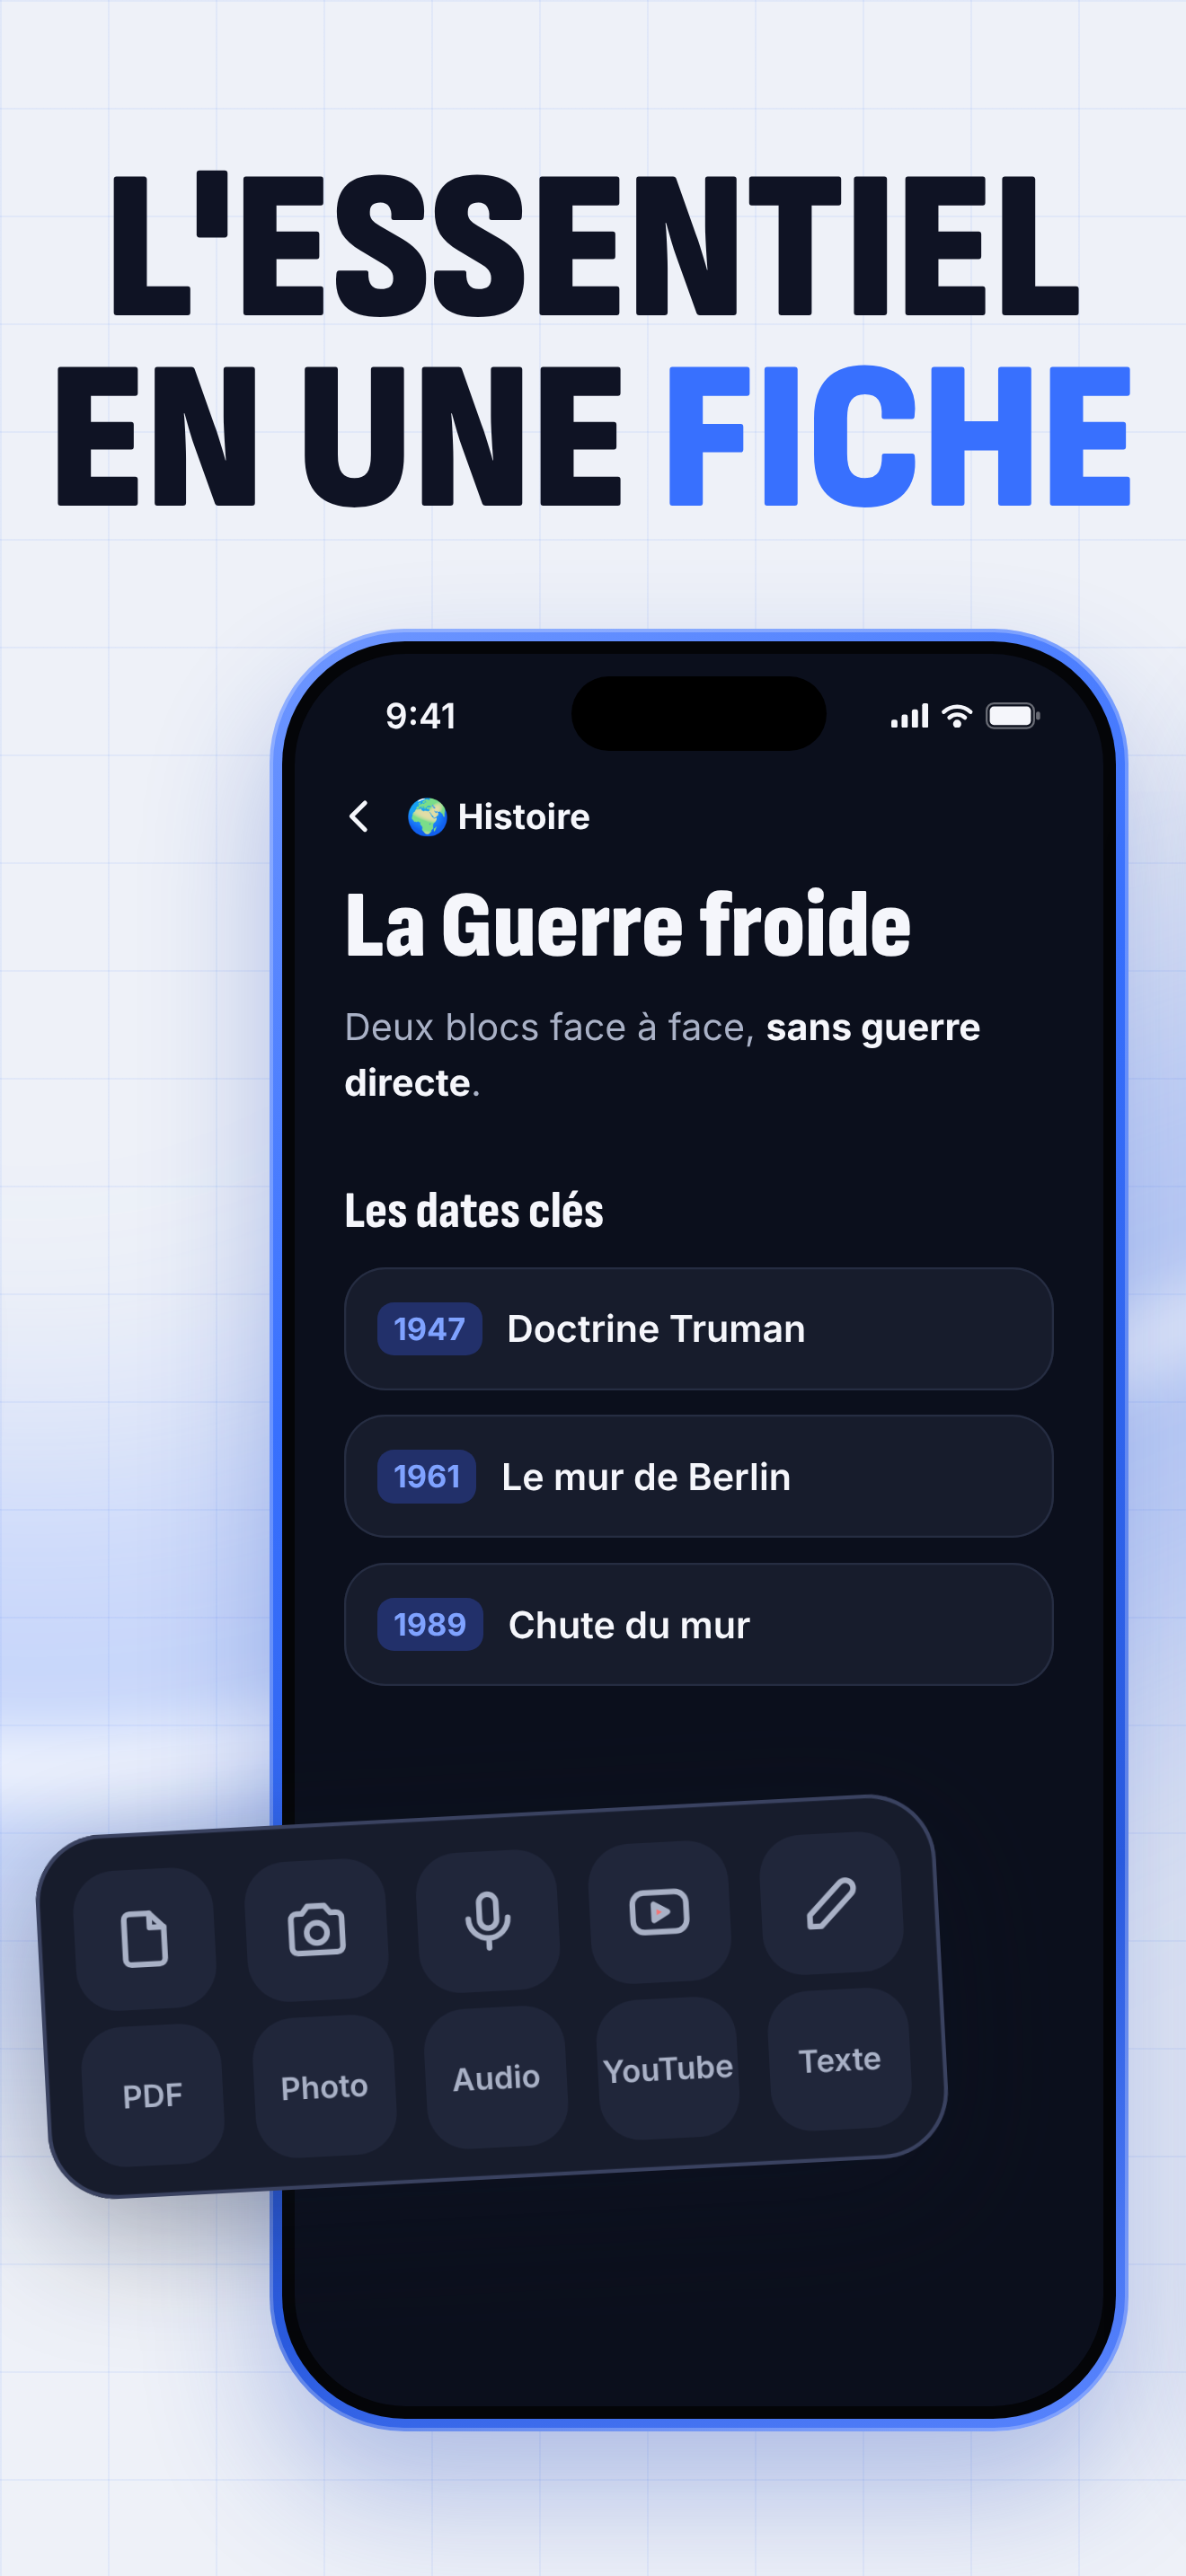 L'ESSENTIEL
EN UNE FICHE
9:41
Histoire
La Guerre froide
Deux blocs face à face, sans guerre
directe.
Les dates clés
1947 Doctrine Truman
1961 Le mur de Berlin
1989 Chute du mur
PDF Photo Audio YouTube Texte